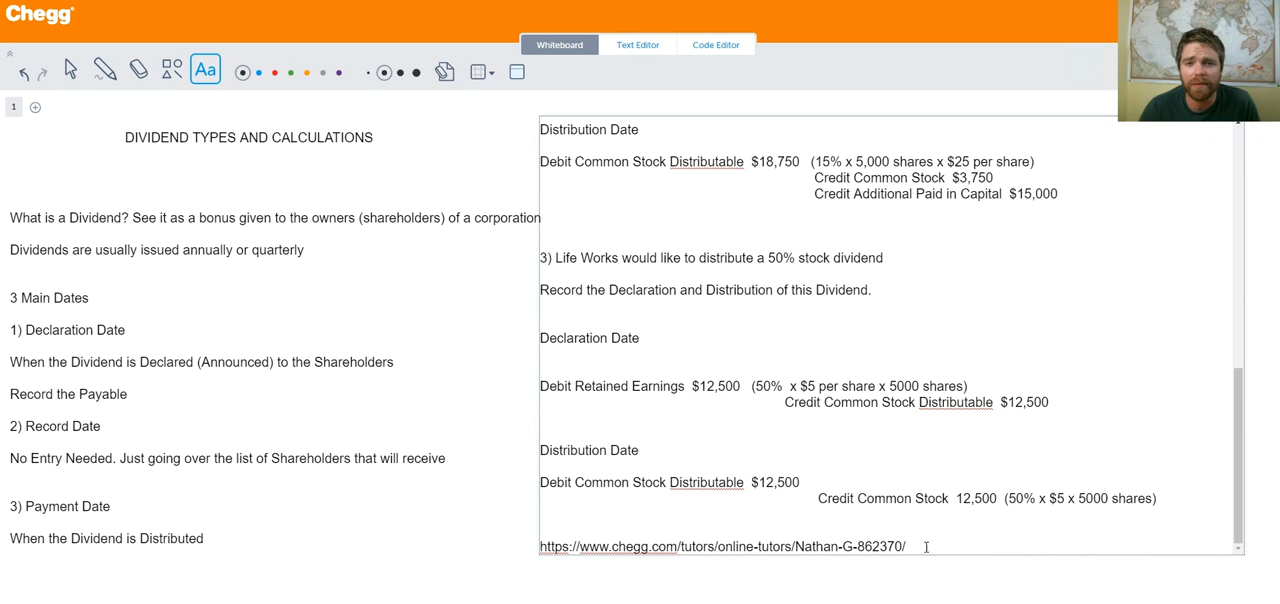 Chegg
Whiteboard
Text Editor
Code Editor
Aa
1
DIVIDEND TYPES AND CALCULATIONS
What is a Dividend? See it as a bonus given to the owners (shareholders) of a corporation
Dividends are usually issued annually or quarterly
3 Main Dates
1) Declaration Date
When the Dividend is Declared (Announced) to the Shareholders
Record the Payable
2) Record Date
No Entry Needed. Just going over the list of Shareholders that will receive
3) Payment Date
When the Dividend is Distributed
Distribution Date
Debit Common Stock Distributable $18,750 (15% x 5,000 shares x $25 per share)
Credit Common Stock $3,750
Credit Additional Paid in Capital $15,000
3) Life Works would like to distribute a 50% stock dividend
Record the Declaration and Distribution of this Dividend.
Declaration Date
Debit Retained Earnings $12,500 (50% x $5 per share x 5000 shares)
Credit Common Stock Distributable $12,500
Distribution Date
Debit Common Stock Distributable $12,500
Credit Common Stock 12,500 (50% x $5 x 5000 shares)
https://www.chegg.com/tutors/online-tutors/Nathan-G-862370/